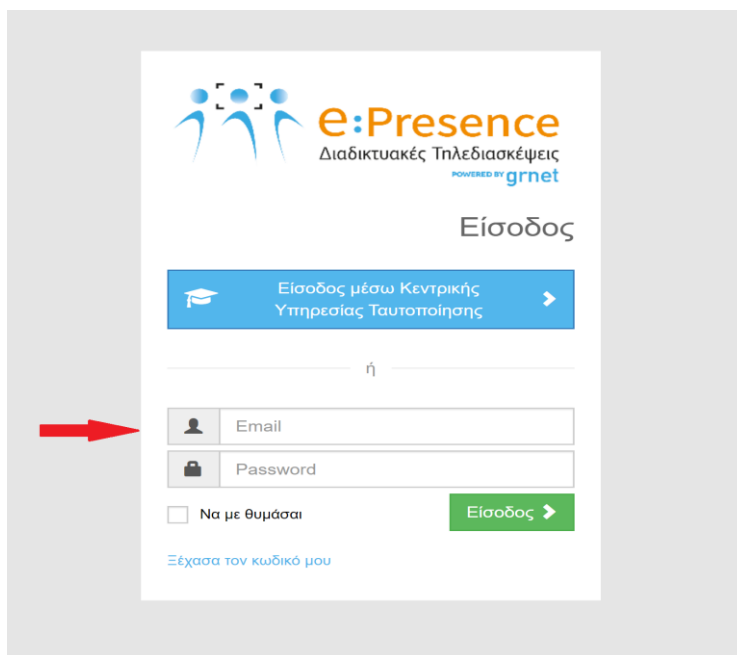 e:Presence
Διαδικτυακές Τηλεδιασκέψεις
POWERED BY grnet
Είσοδος
Είσοδος μέσω Κεντρικής
Υπηρεσίας Ταυτοποίησης
ή
Email
Password
Να με θυμάσαι
Είσοδος
Ξέχασα τον κωδικό μου